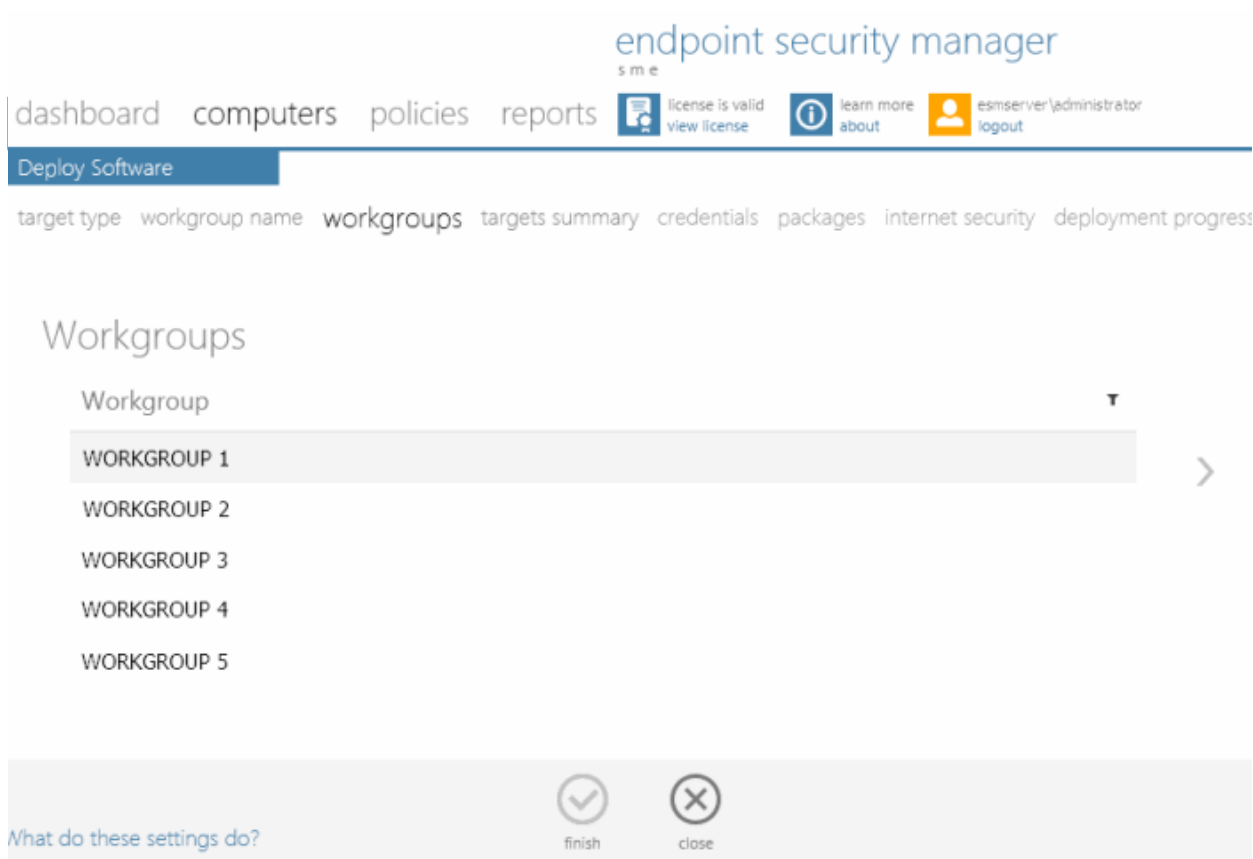 endpoint security manager
sme
dashboard computers policies reports
license is valid
view license
learn more
about
esmserver\administrator
logout
Deploy Software
target type workgroup name workgroups targets summary credentials packages internet security deployment progress
Workgroups
Workgroup
WORKGROUP 1
WORKGROUP 2
WORKGROUP 3
WORKGROUP 4
WORKGROUP 5
What do these settings do?
finish
close